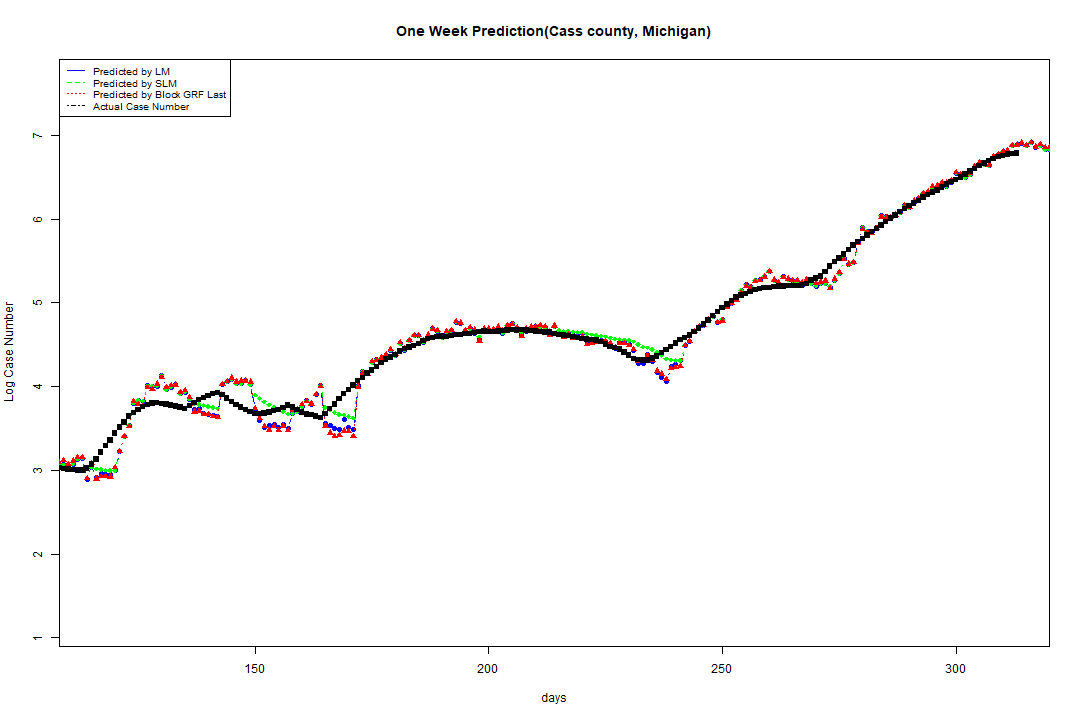 One Week Prediction(Cass county, Michigan)
Predicted by LM
Predicted by SLM
Predicted by Block GRF Last
Actual Case Number
7
6
5
4
3
2
1
Log Case Number
150 200 250 300
days